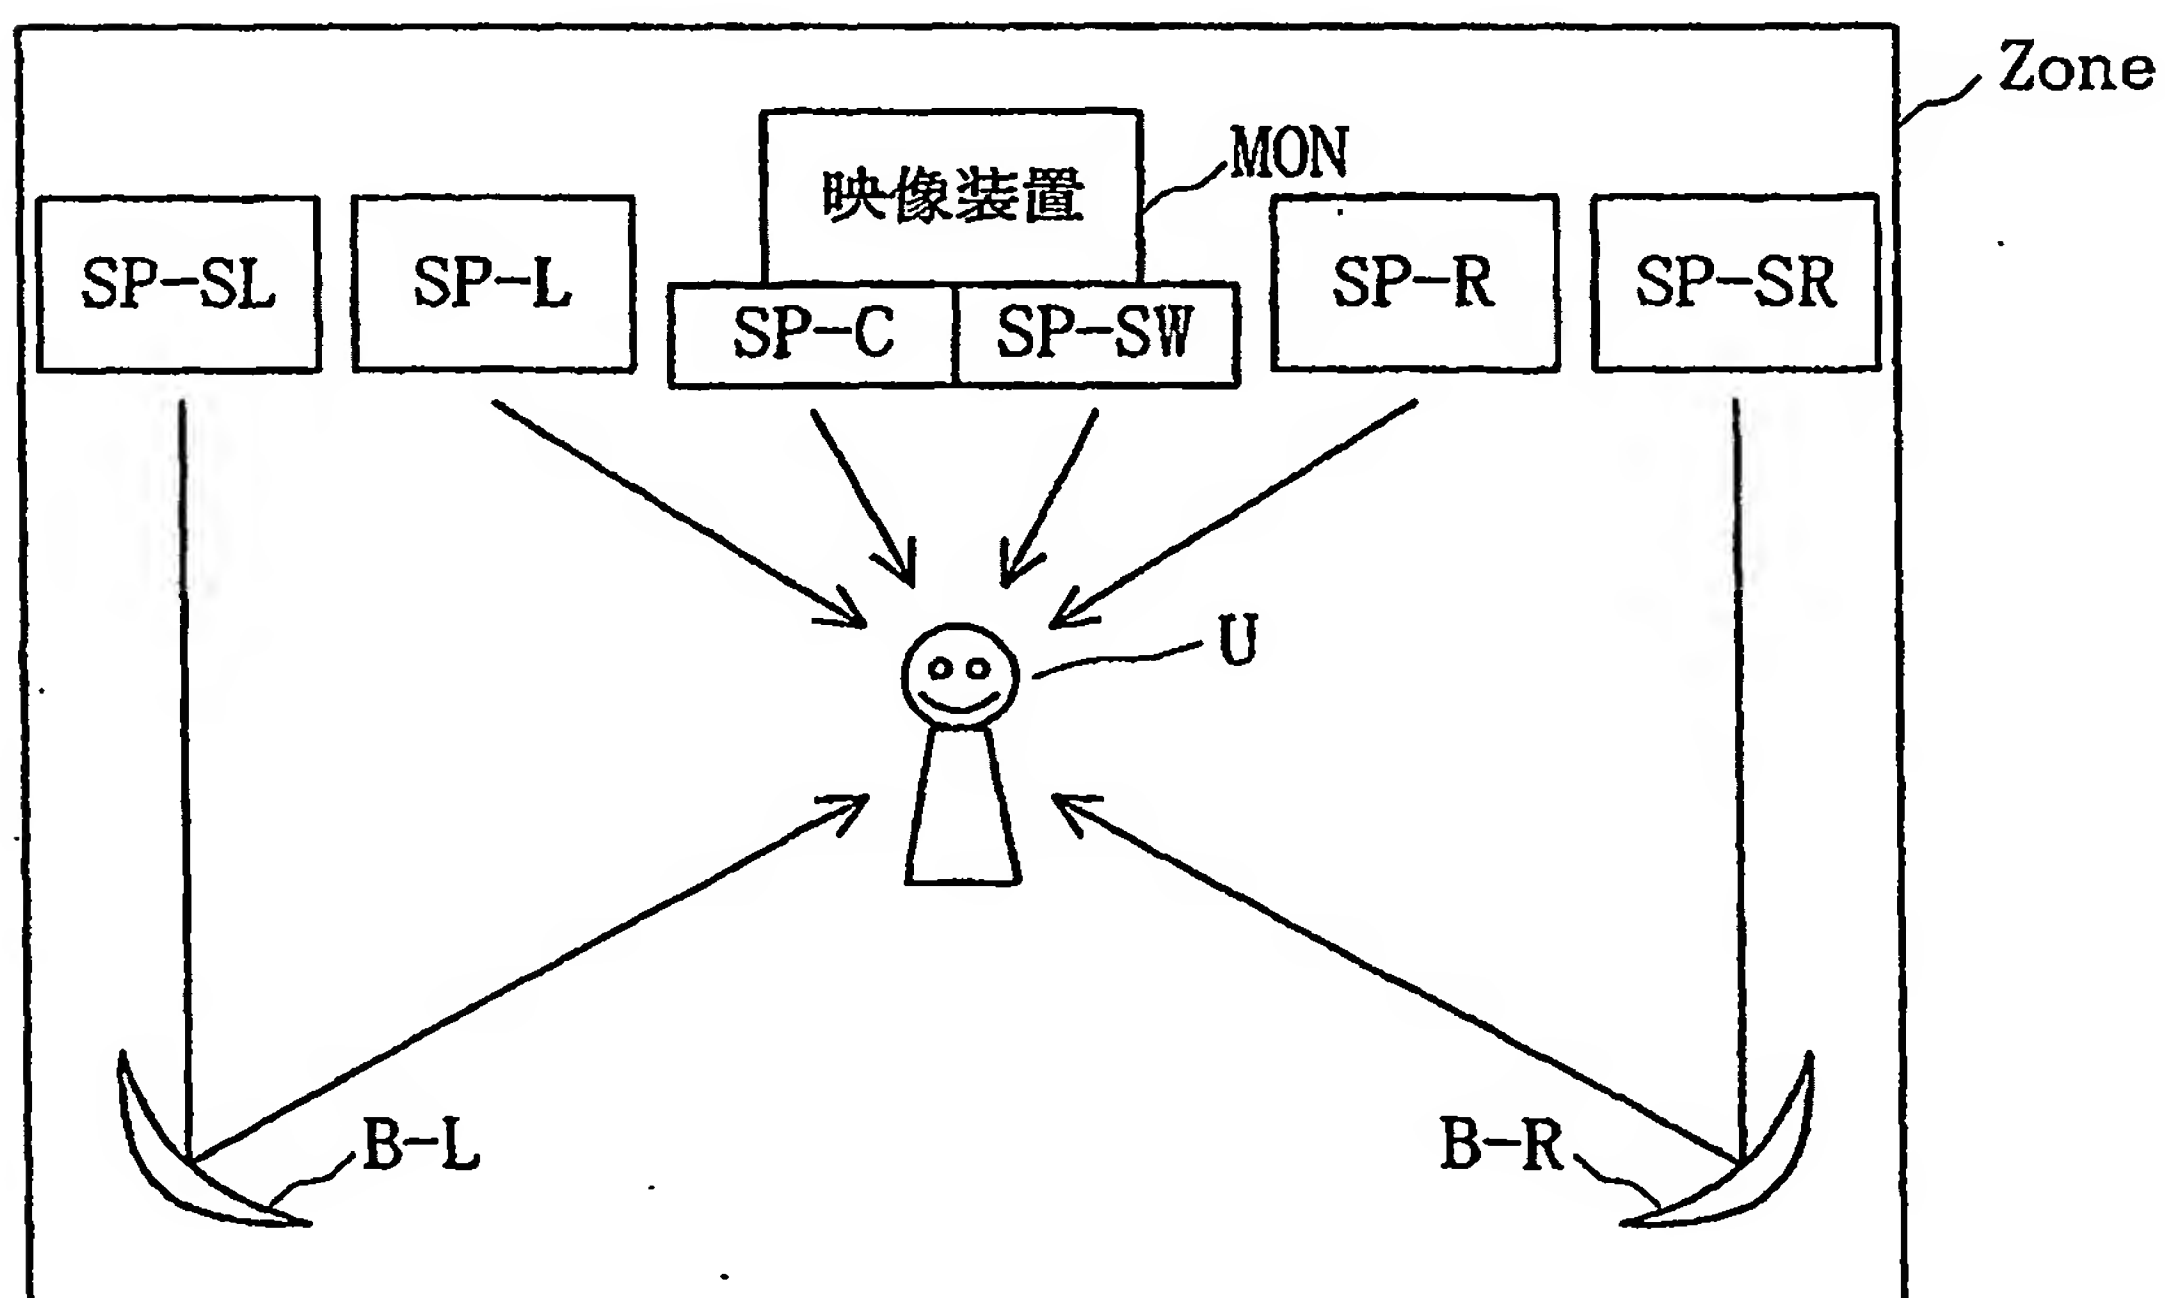 Zone
映像装置
MON
SP-SL
SP-L
SP-C
SP-SW
SP-R
SP-SR
U
B-L
B-R